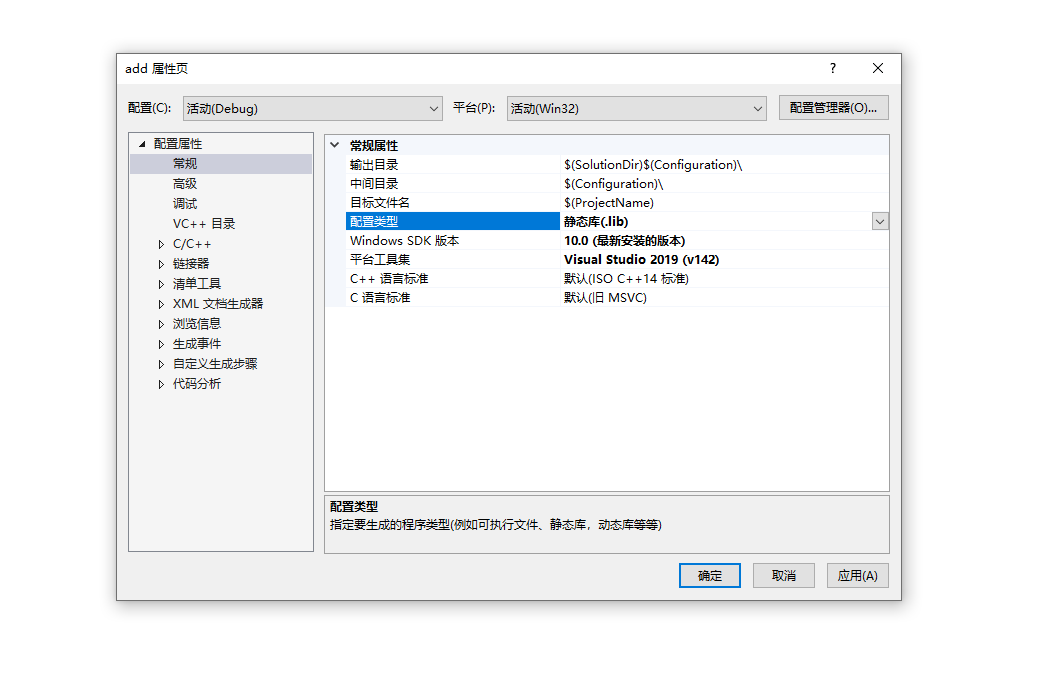 add 属性页
配置(C): 活动(Debug) 平台(P): 活动(Win32) 配置管理器(O)...
配置属性
常规
高级
调试
VC++ 目录
C/C++
链接器
清单工具
XML 文档生成器
浏览信息
生成事件
自定义生成步骤
代码分析
常规属性
输出目录 $(SolutionDir)$(Configuration)\
中间目录 $(Configuration)\
目标文件名 $(ProjectName)
配置类型 静态库(.lib)
Windows SDK 版本 10.0 (最新安装的版本)
平台工具集 Visual Studio 2019 (v142)
C++ 语言标准 默认(ISO C++14 标准)
C 语言标准 默认(旧 MSVC)
配置类型
指定要生成的程序类型(例如可执行文件、静态库，动态库等等)
确定 取消 应用(A)